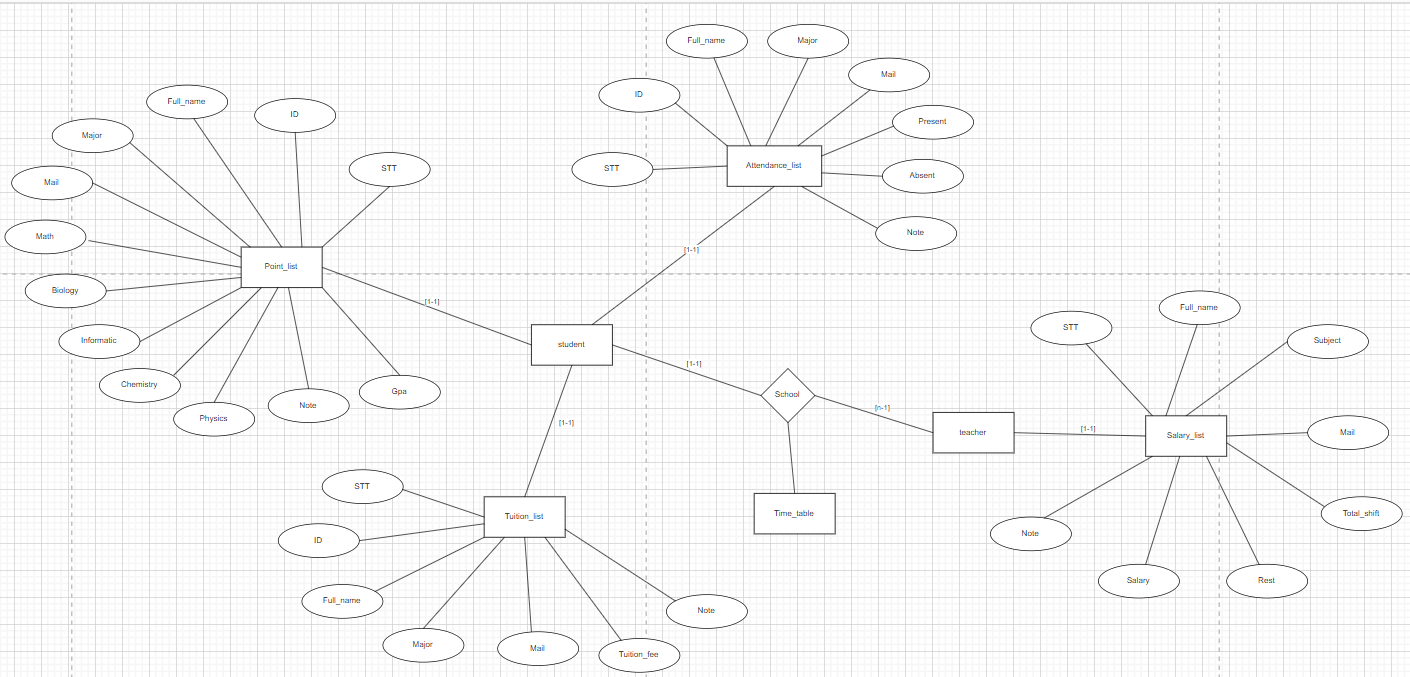 Full_name
Major
Mail
ID
Present
STT
Attendance_list
Absent
Note
[1-1]
Full_name
ID
Major
STT
Mail
Math
Point_list
Biology
Informatic
Chemistry
Physics
Note
Gpa
[1-1]
student
[1-1]
School
[n-1]
teacher
[1-1]
Time_table
[1-1]
STT
Tuition_list
ID
Full_name
Major
Mail
Tuition_fee
Note
Full_name
STT
Subject
Salary_list
Mail
Total_shift
Note
Salary
Rest